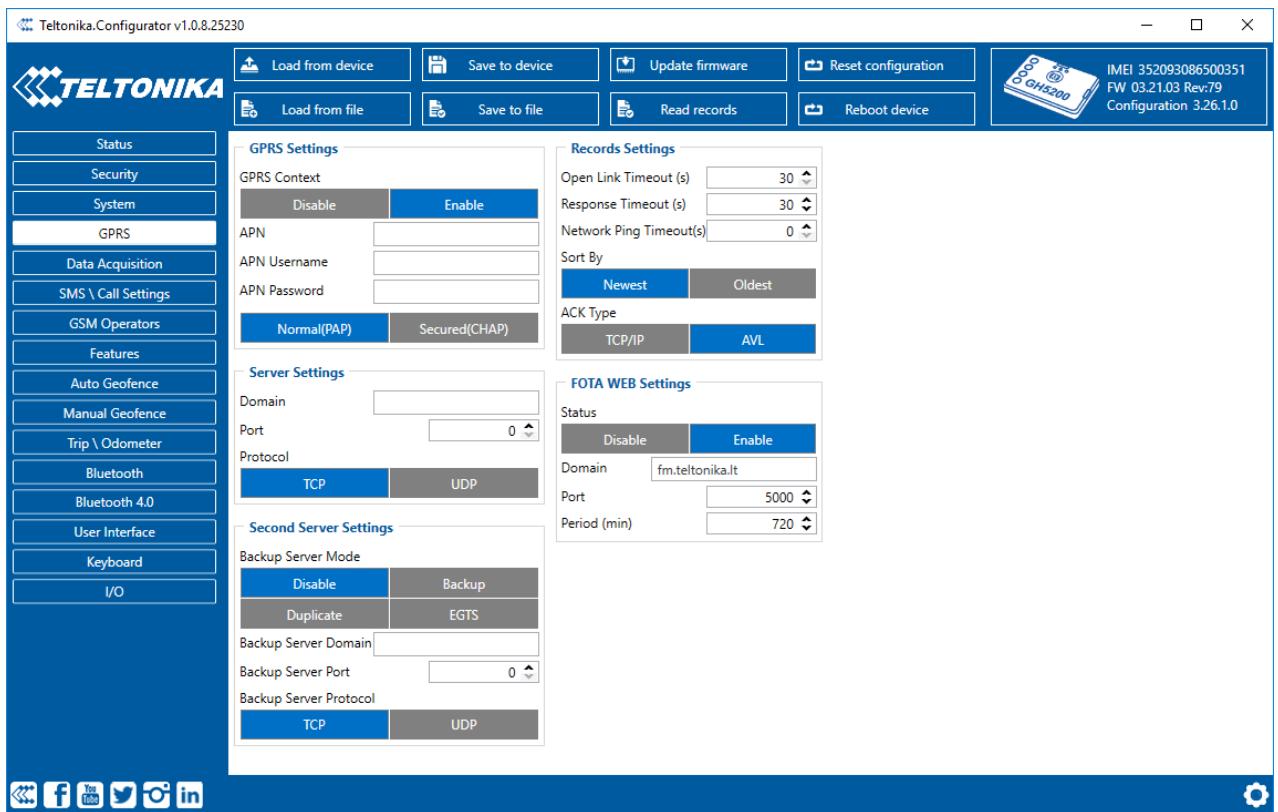 Teltonika.Configurator v1.0.8.25230
TELTONIKA
Load from device
Save to device
Update firmware
Reset configuration
Load from file
Save to file
Read records
Reboot device
GH5200
IMEI 352093086500351
FW 03.21.03 Rev:79
Configuration 3.26.1.0
Status
Security
System
GPRS
Data Acquisition
SMS \ Call Settings
GSM Operators
Features
Auto Geofence
Manual Geofence
Trip \ Odometer
Bluetooth
Bluetooth 4.0
User Interface
Keyboard
I/O
GPRS Settings
GPRS Context
Disable Enable
APN
APN Username
APN Password
Normal(PAP) Secured(CHAP)
Server Settings
Domain
Port 0
Protocol
TCP UDP
Second Server Settings
Backup Server Mode
Disable Backup
Duplicate EGTS
Backup Server Domain
Backup Server Port 0
Backup Server Protocol
TCP UDP
Records Settings
Open Link Timeout (s) 30
Response Timeout (s) 30
Network Ping Timeout(s) 0
Sort By
Newest Oldest
ACK Type
TCP/IP AVL
FOTA WEB Settings
Status
Disable Enable
Domain fm.teltonika.lt
Port 5000
Period (min) 720
f
You
Tube
in